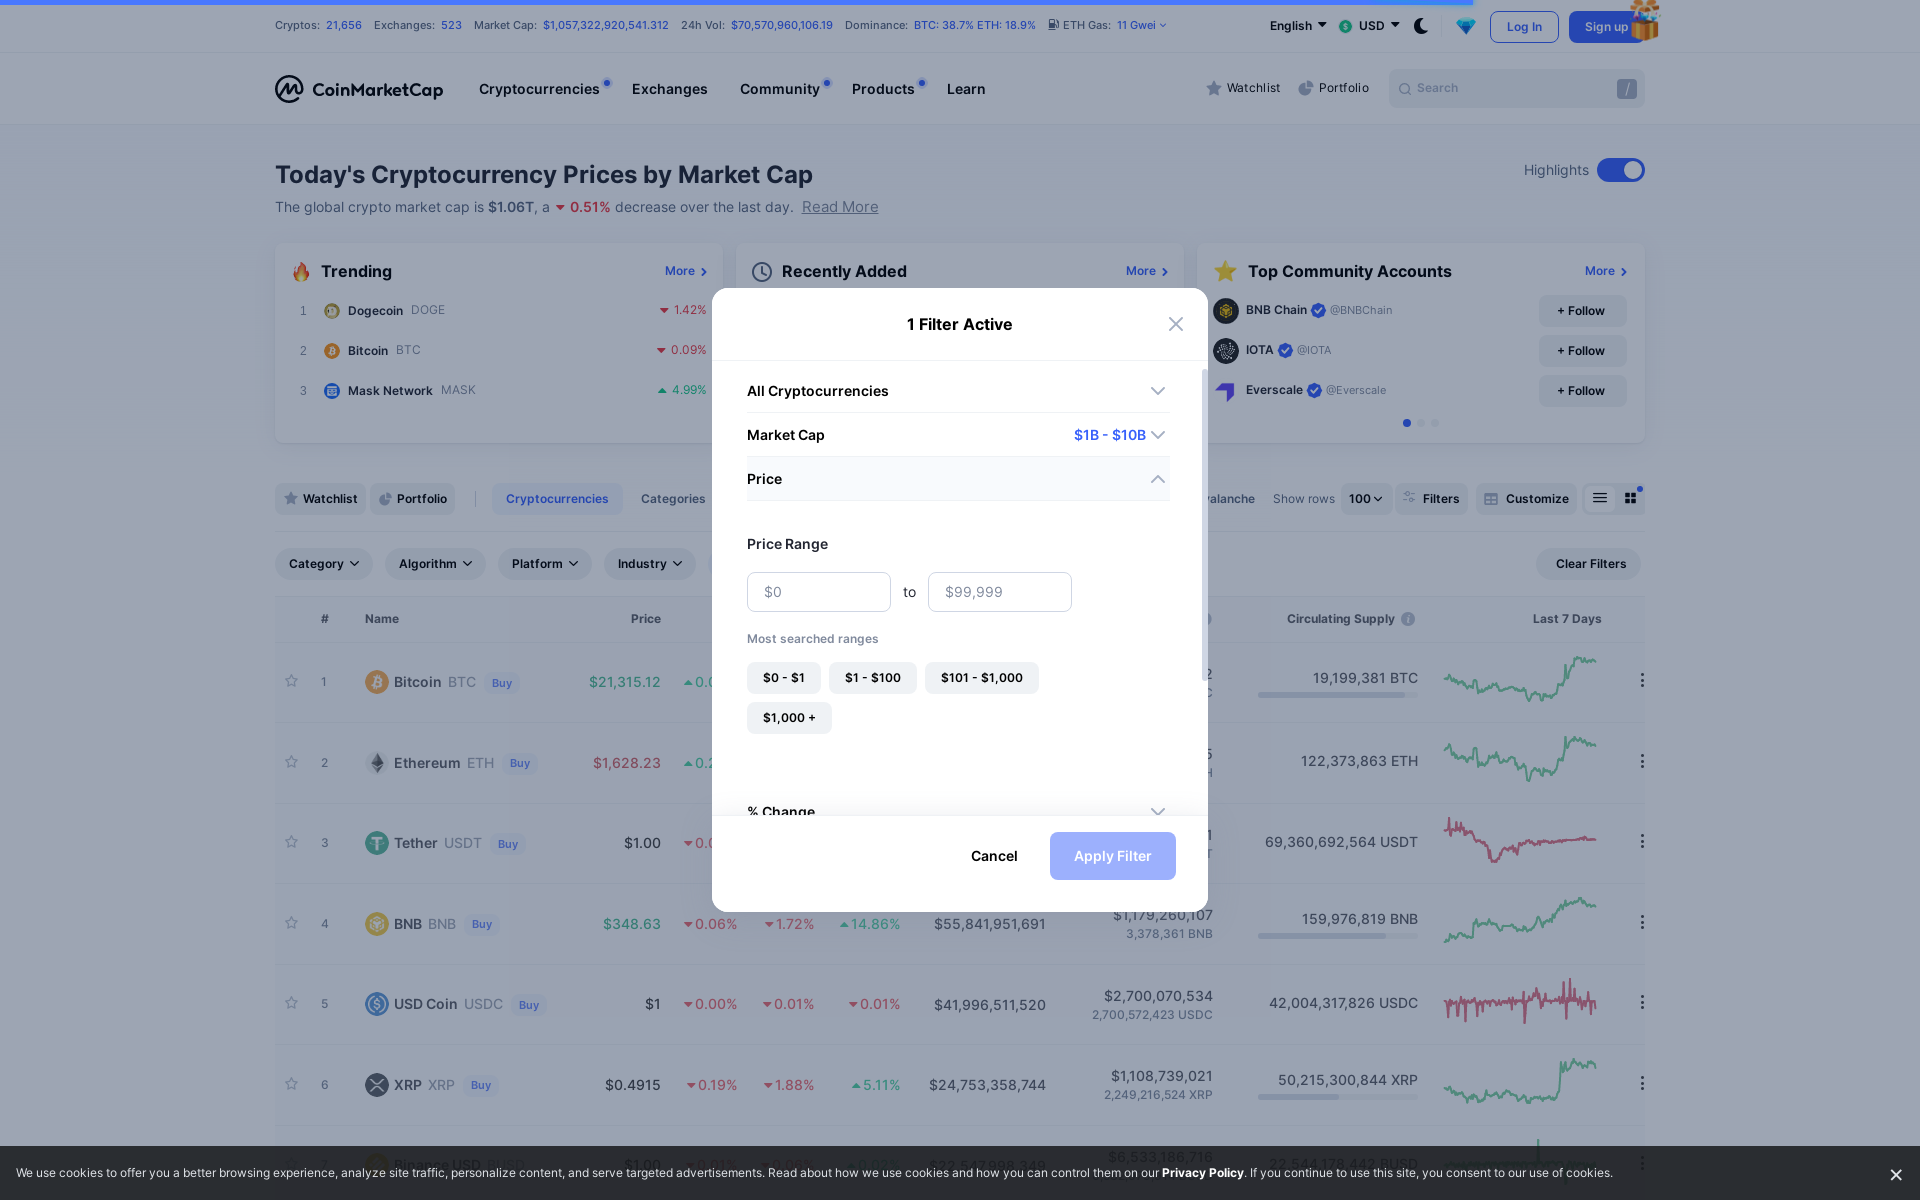 Cryptos: 21,656 Exchanges: 523 Market Cap: $1,057,322,920,541.312 24h Vol: $70,570,960,106.19 Dominance: BTC: 38.7% ETH: 18.9% ETH Gas: 11 Gwei English USD Log In Sign up
CoinMarketCap Cryptocurrencies Exchanges Community Products Learn Watchlist Portfolio Search /
Today's Cryptocurrency Prices by Market Cap Highlights
The global crypto market cap is $1.06T, a 0.51% decrease over the last day. Read More
Trending More Recently Added More Top Community Accounts More
1 Dogecoin DOGE 1.42% BNB Chain @BNBChain + Follow
2 Bitcoin BTC 0.09% IOTA @IOTA + Follow
3 Mask Network MASK 4.99% Everscale @Everscale + Follow
1 Filter Active
All Cryptocurrencies
Market Cap $1B - $10B
Price
Price Range
$0 to $99,999
Most searched ranges
$0 - $1 $1 - $100 $101 - $1,000
$1,000 +
% Change
Cancel Apply Filter
Watchlist Portfolio Cryptocurrencies Categories Show rows 100 Filters Customize
Category Algorithm Platform Industry Clear Filters
# Name Price Circulating Supply Last 7 Days
1 Bitcoin BTC Buy $21,315.12 19,199,381 BTC
2 Ethereum ETH Buy $1,628.23 122,373,863 ETH
3 Tether USDT Buy $1.00 69,360,692,564 USDT
4 BNB BNB Buy $348.63 0.06% 1.72% 14.86% $55,841,951,691 $1,179,260,107 159,976,819 BNB
3,378,361 BNB
5 USD Coin USDC Buy $1 0.00% 0.01% 0.01% $41,996,511,520 $2,700,070,534 42,004,317,826 USDC
2,700,572,423 USDC
6 XRP XRP Buy $0.4915 0.19% 1.88% 5.11% $24,753,358,744 $1,108,739,021 50,215,300,844 XRP
2,249,216,524 XRP
We use cookies to offer you a better browsing experience, analyze site traffic, personalize content, and serve targeted advertisements. Read about how we use cookies and how you can control them on our Privacy Policy. If you continue to use this site, you consent to our use of cookies.